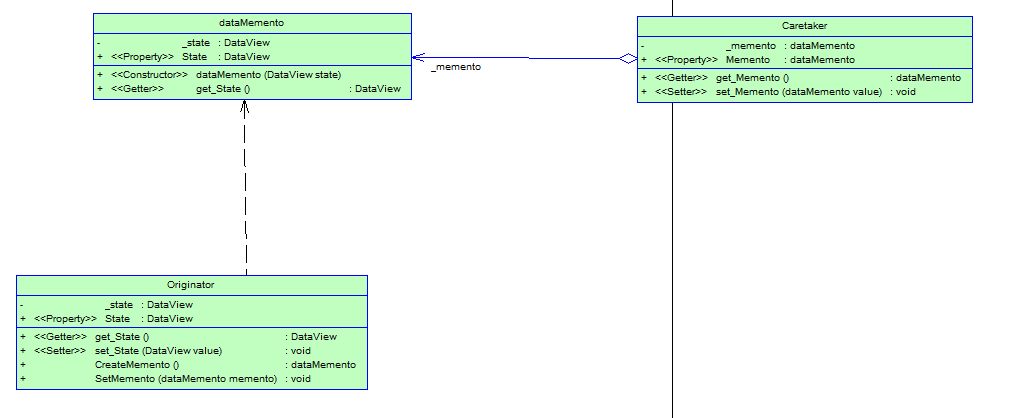 dataMemento
- _state : DataView
+ <<Property>> State : DataView
+ <<Constructor>> dataMemento (DataView state)
+ <<Getter>> get_State () : DataView
_memento
Caretaker
- _memento : dataMemento
+ <<Property>> Memento : dataMemento
+ <<Getter>> get_Memento () : dataMemento
+ <<Setter>> set_Memento (dataMemento value) : void
Originator
- _state : DataView
+ <<Property>> State : DataView
+ <<Getter>> get_State () : DataView
+ <<Setter>> set_State (DataView value) : void
+ CreateMemento () : dataMemento
+ SetMemento (dataMemento memento) : void